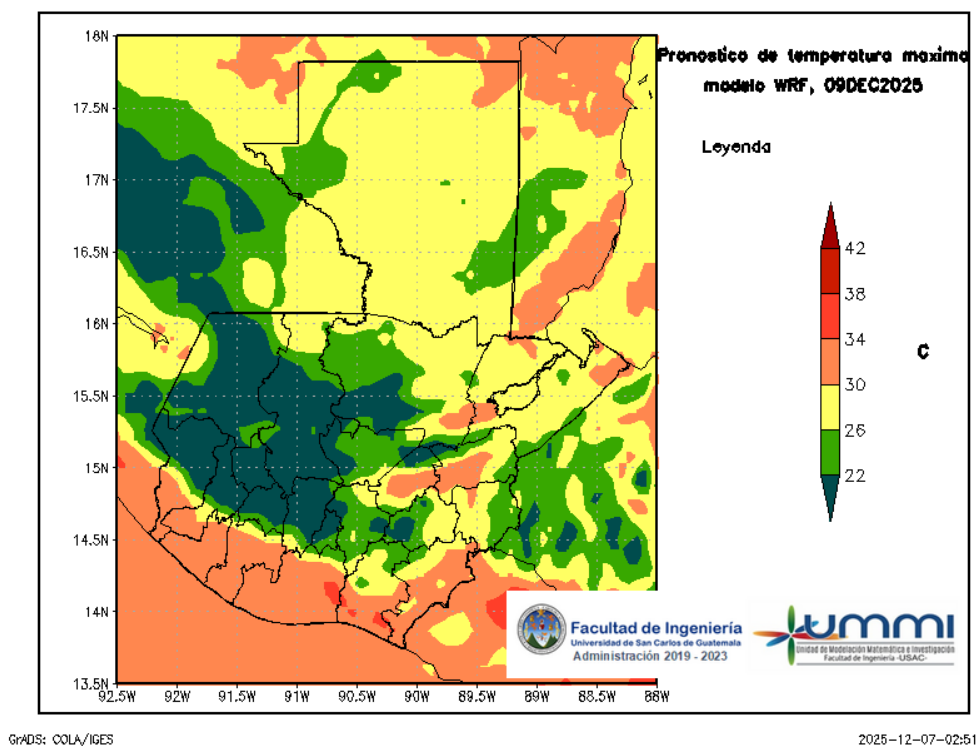 Pronostico de temperatura maxima
modelo WRF, 09DEC2025
Leyenda
42
38
34
30
26
22
C
18N
17.5N
17N
16.5N
16N
15.5N
15N
14.5N
14N
13.5N
92.5W
92W
91.5W
91W
90.5W
90W
89.5W
89W
88.5W
88W
Facultad de Ingeniería
Universidad de San Carlos de Guatemala
Administración 2019 - 2023
ummi
Unidad de Modelación Matemática e Investigación
Facultad de Ingeniería -USAC-
GrADS: COLA/IGES
2025-12-07-02:51